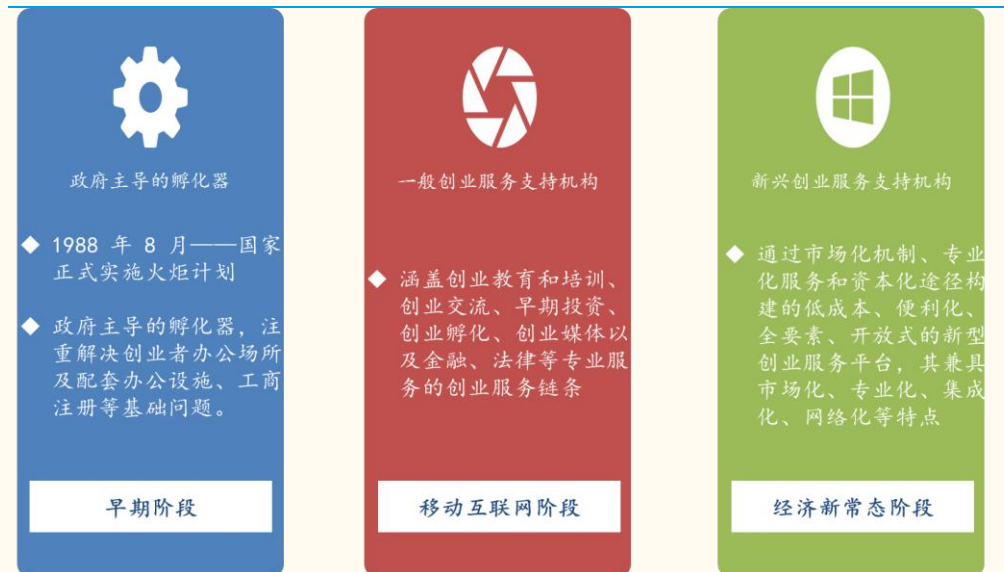 政府主导的孵化器
◆ 1988 年 8 月——国家
正式实施火炬计划
◆ 政府主导的孵化器，注
重解决创业者办公场所
及配套办公设施、工商
注册等基础问题。
早期阶段
一般创业服务支持机构
◆ 涵盖创业教育和培训、
创业交流、早期投资、
创业孵化、创业媒体以
及金融、法律等专业服
务的创业服务链条
移动互联网阶段
新兴创业服务支持机构
◆ 通过市场化机制、专业
化服务和资本化途径构
建的低成本、便利化、
全要素、开放式的新型
创业服务平台，其兼具
市场化、专业化、集成
化、网络化等特点
经济新常态阶段